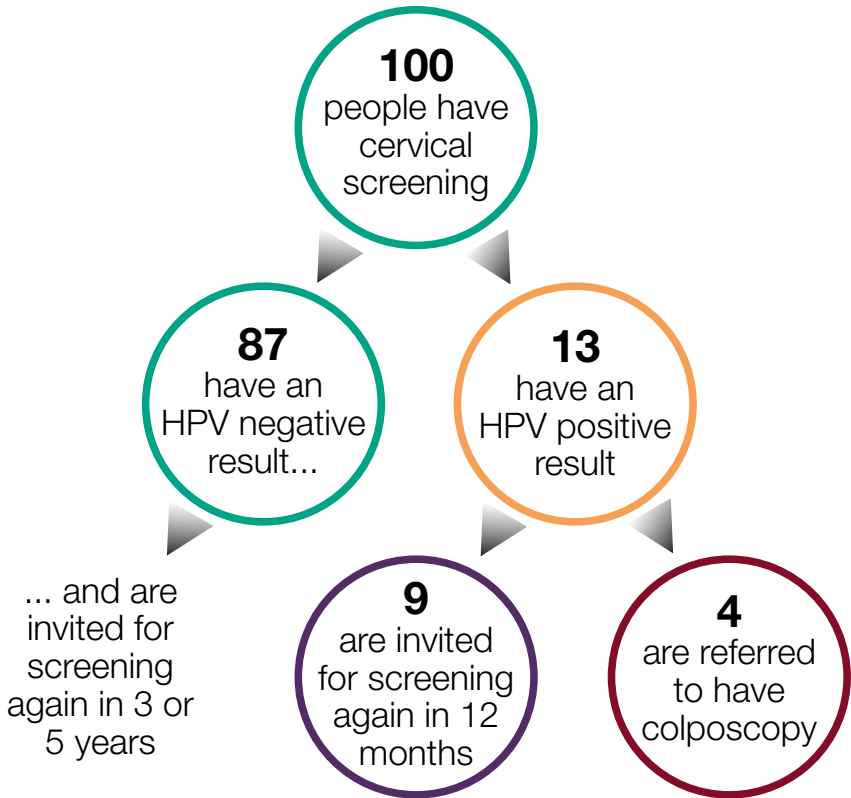 100
people have
cervical
screening
87
have an
HPV negative
result...
13
have an
HPV positive
result
... and are
invited for
screening
again in 3 or
5 years
9
are invited
for screening
again in 12
months
4
are referred
to have
colposcopy